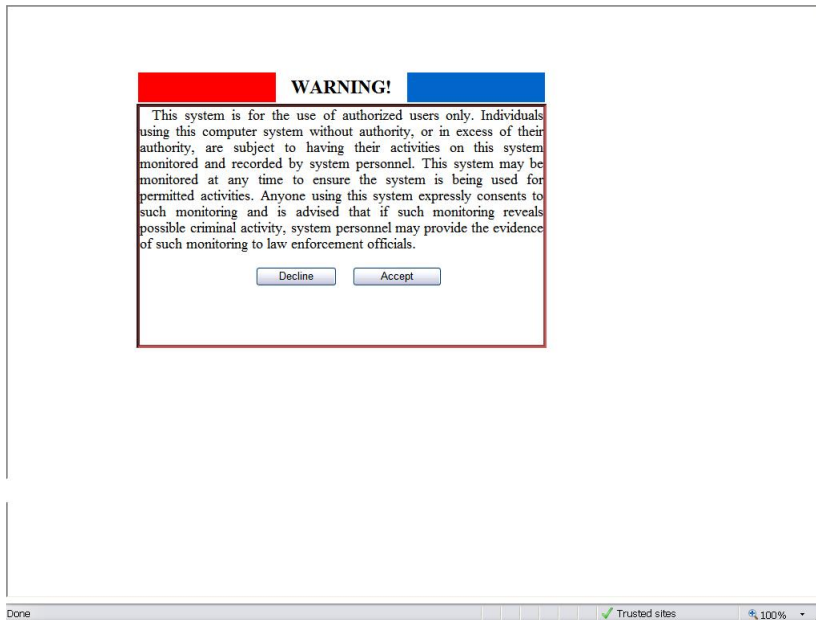 WARNING!
This system is for the use of authorized users only. Individuals
using this computer system without authority, or in excess of their
authority, are subject to having their activities on this system
monitored and recorded by system personnel. This system may be
monitored at any time to ensure the system is being used for
permitted activities. Anyone using this system expressly consents to
such monitoring and is advised that if such monitoring reveals
possible criminal activity, system personnel may provide the evidence
of such monitoring to law enforcement officials.
Decline Accept
Done Trusted sites 100%